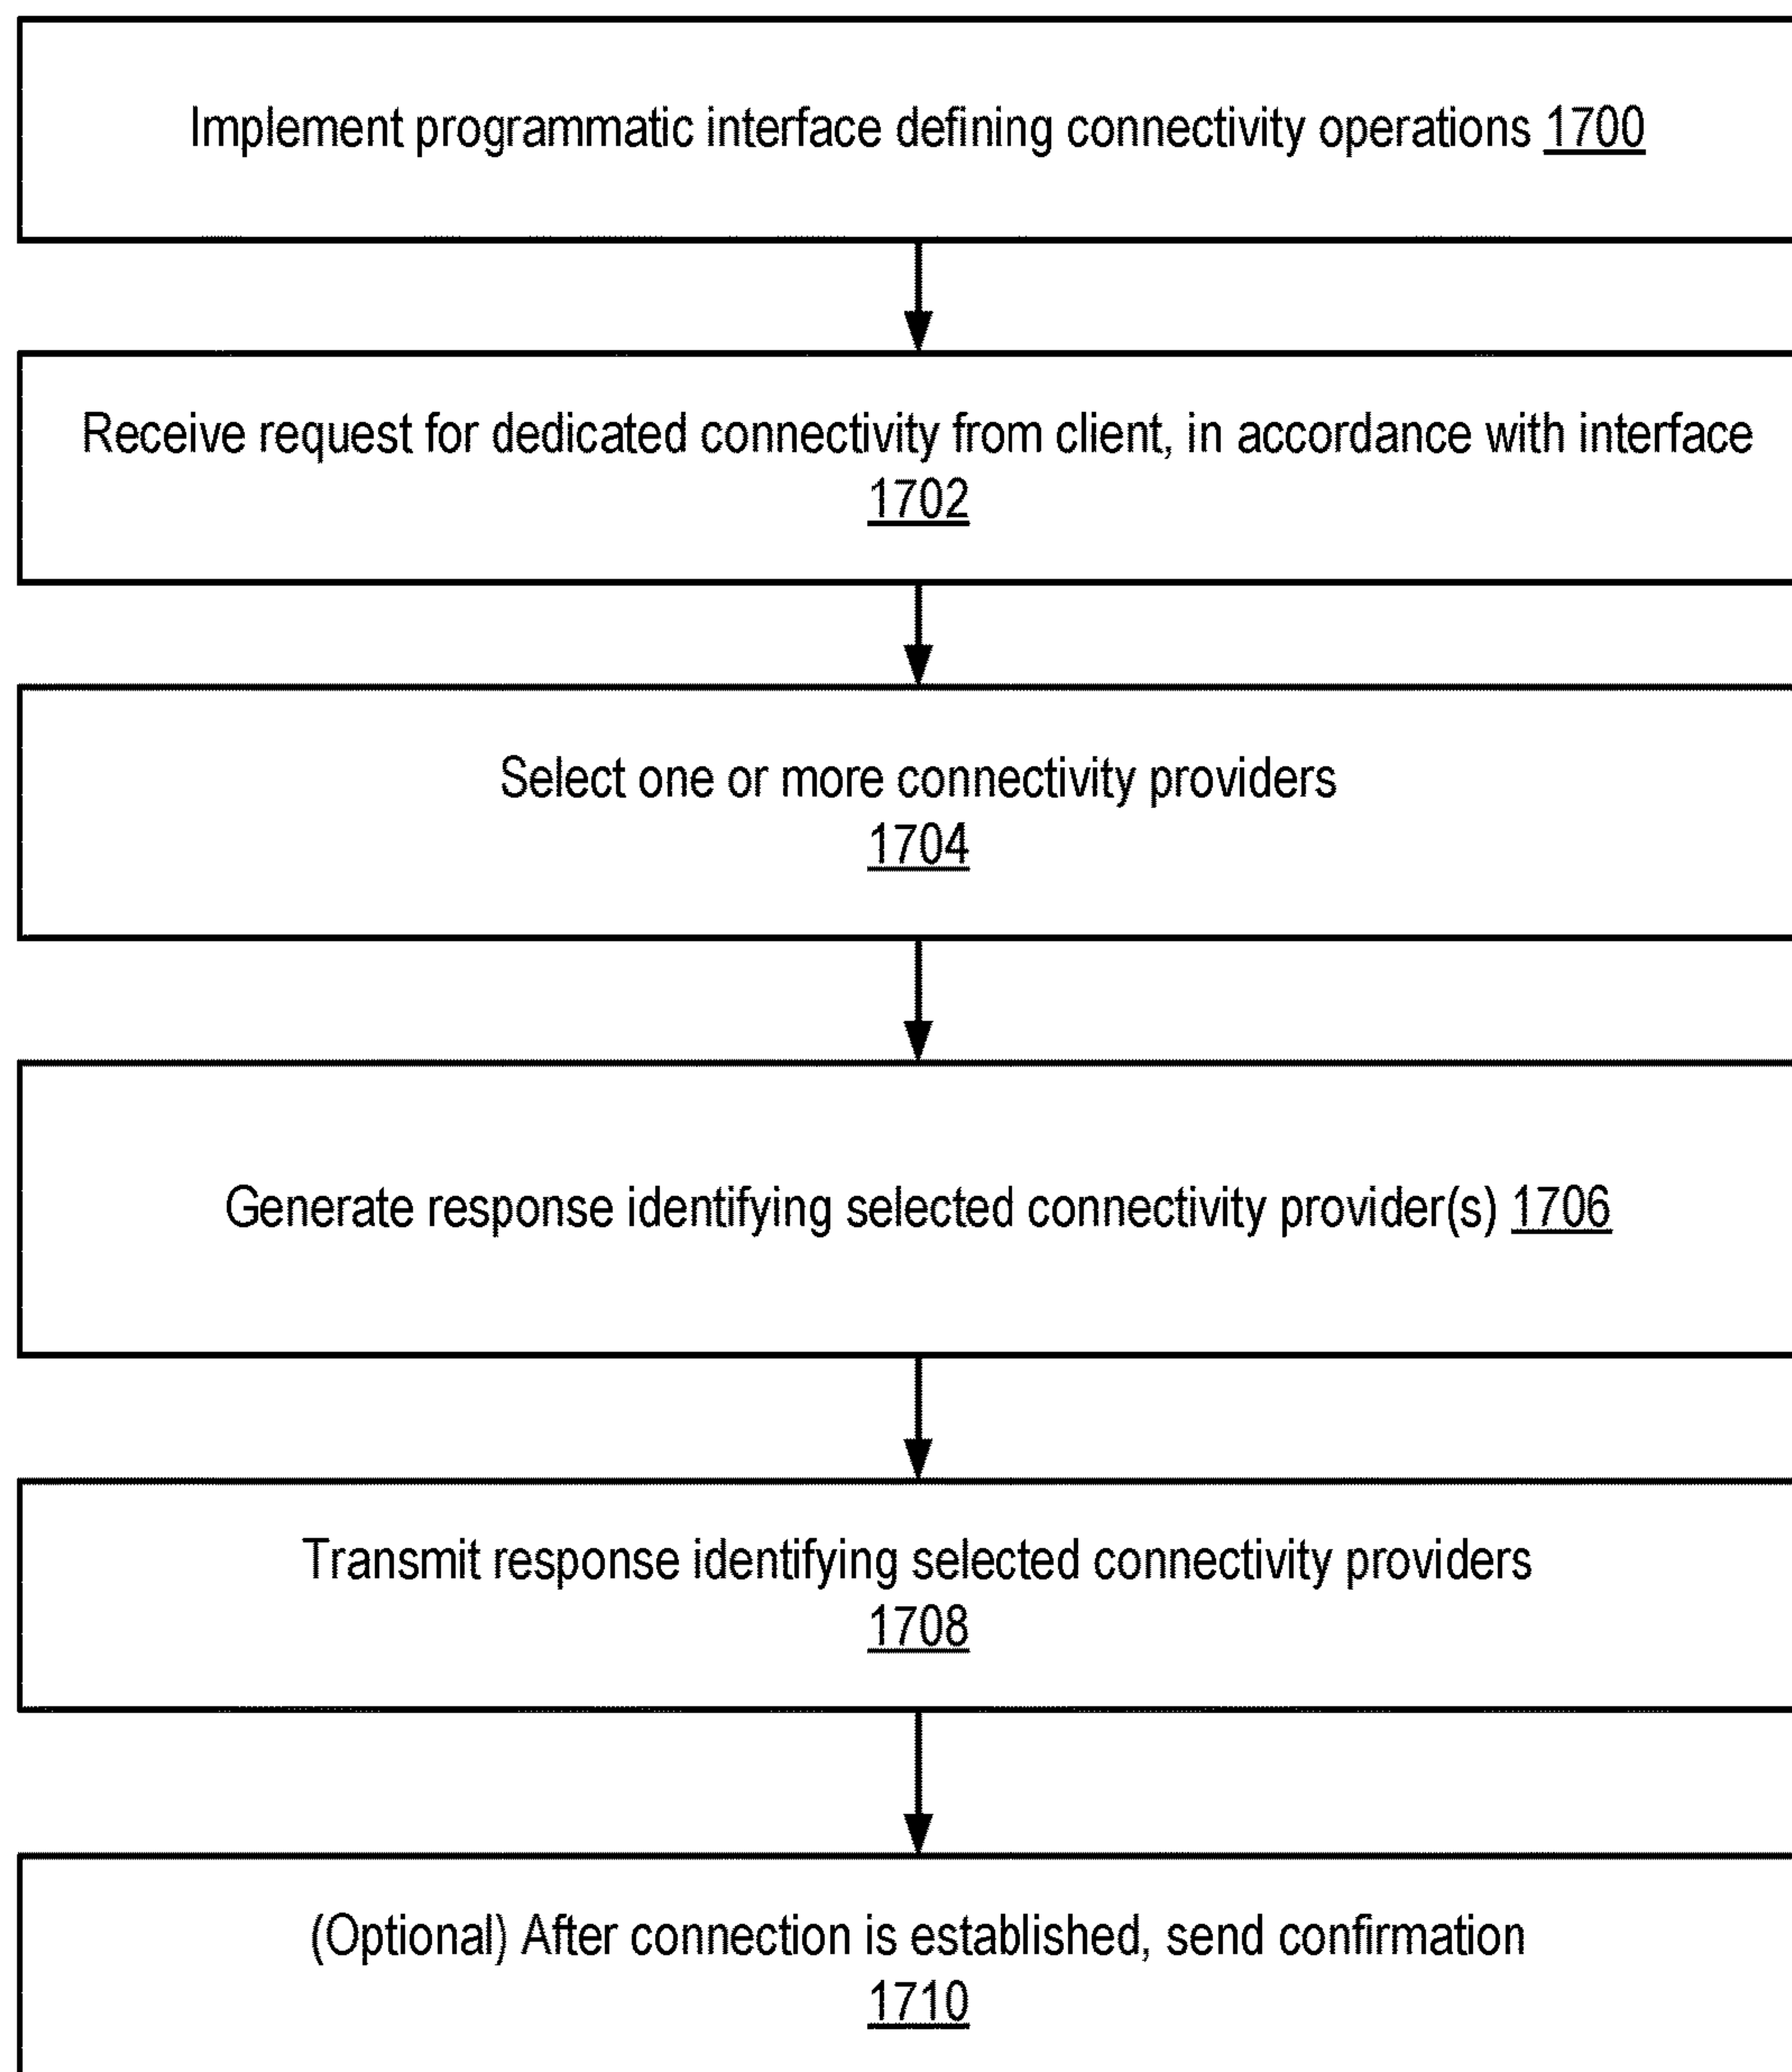 Implement programmatic interface defining connectivity operations 1700
Receive request for dedicated connectivity from client, in accordance with interface
1702
Select one or more connectivity providers
1704
Generate response identifying selected connectivity provider(s) 1706
Transmit response identifying selected connectivity providers
1708
(Optional) After connection is established, send confirmation
1710